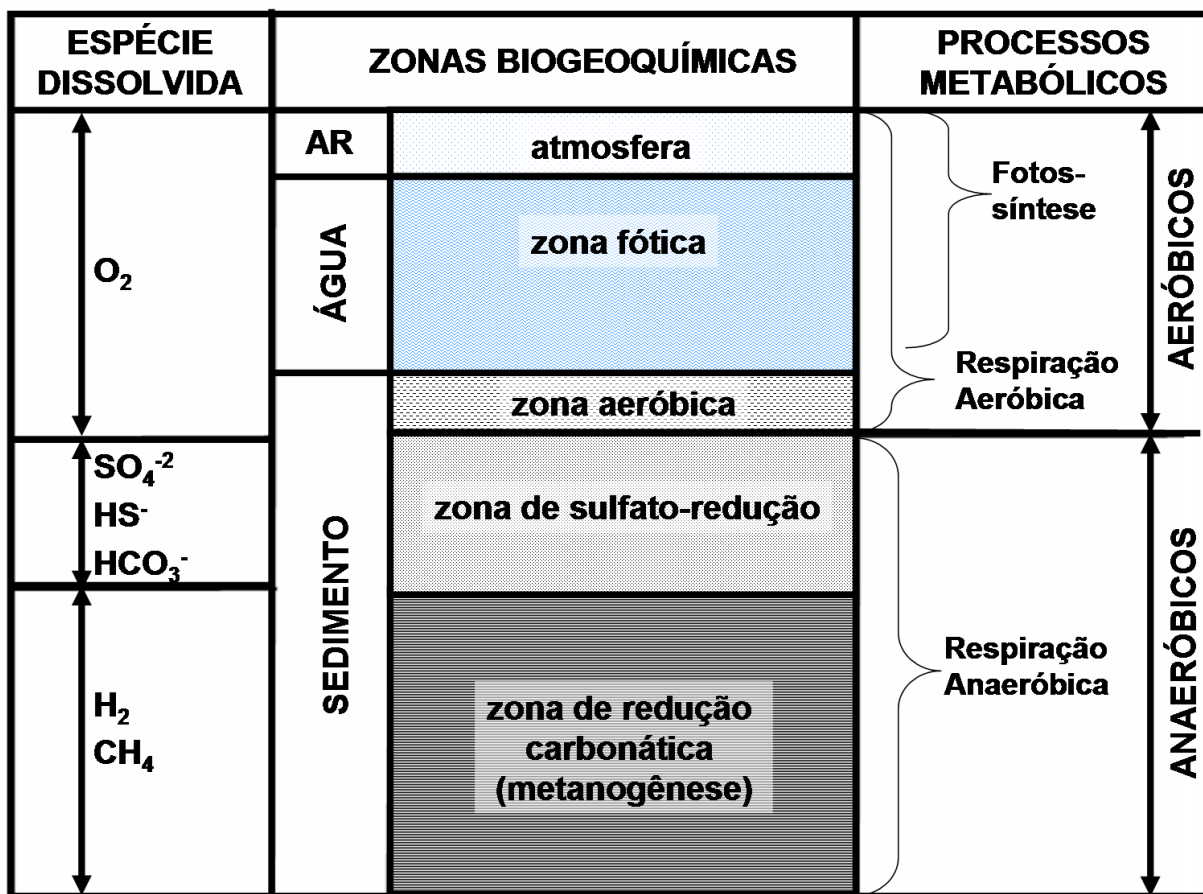 ESPÉCIE
DISSOLVIDA
ZONAS BIOGEOQUÍMICAS
PROCESSOS
METABÓLICOS
O₂
SO₄⁻²
HS⁻
HCO₃⁻
H₂
CH₄
AR
ÁGUA
SEDIMENTO
atmosfera
zona fótica
zona aeróbica
zona de sulfato-redução
zona de redução
carbonática
(metanogênese)
Fotos-
síntese
Respiração
Aeróbica
Respiração
Anaeróbica
AERÓBICOS
ANAERÓBICOS